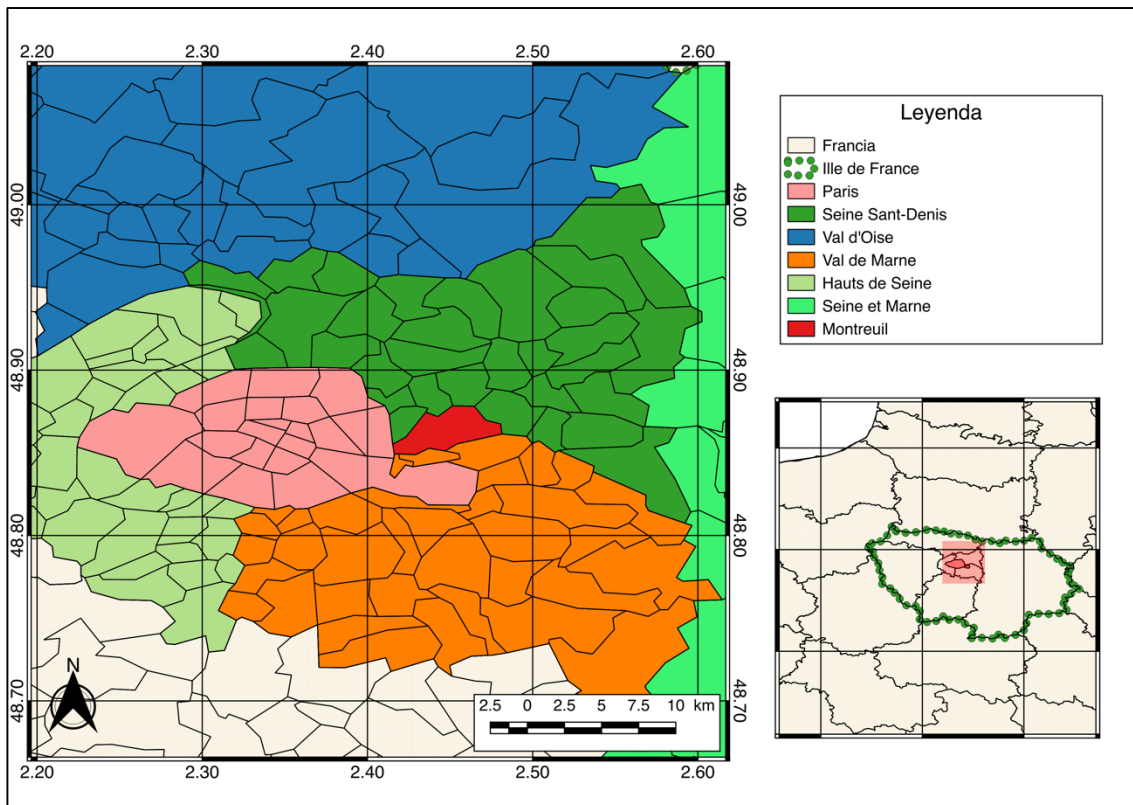 2.20 2.30 2.40 2.50 2.60
49.00 49.00
48.90 48.90
48.80 48.80
48.70 48.70
N
2.5 0 2.5 5 7.5 10 km
2.20 2.30 2.40 2.50 2.60
Leyenda
Francia
Ille de France
Paris
Seine Sant-Denis
Val d'Oise
Val de Marne
Hauts de Seine
Seine et Marne
Montreuil